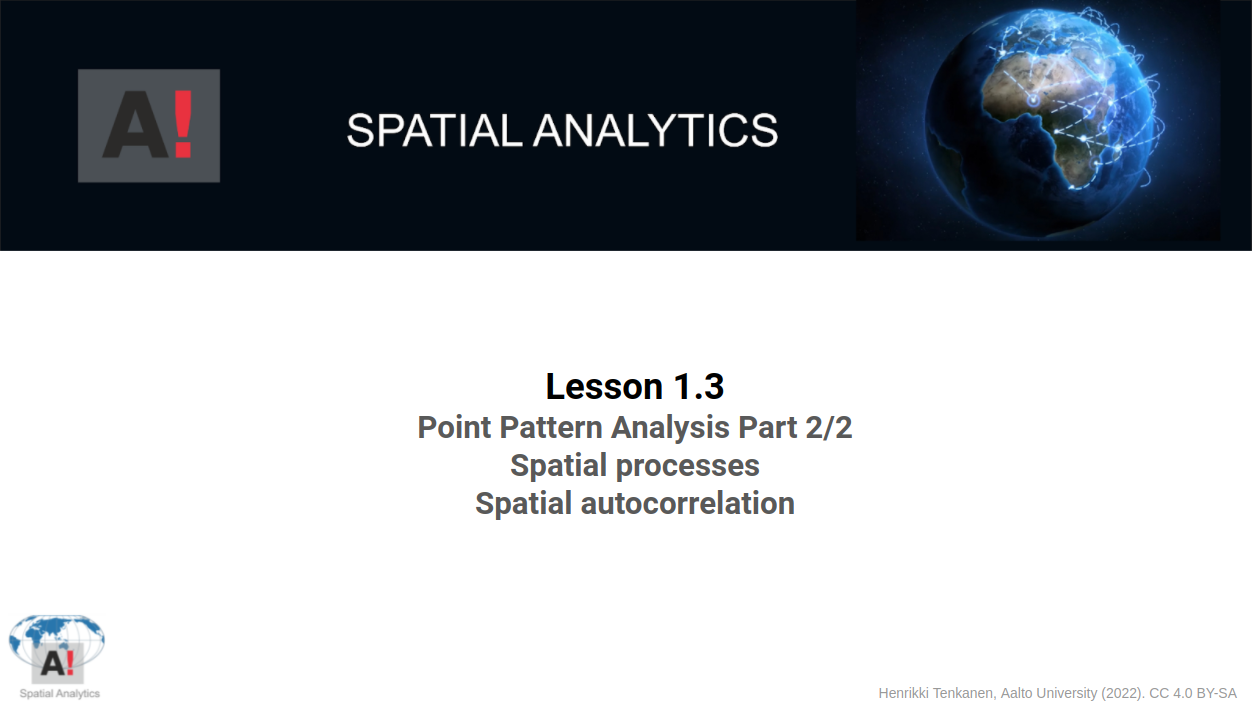 A!
SPATIAL ANALYTICS
Lesson 1.3
Point Pattern Analysis Part 2/2
Spatial processes
Spatial autocorrelation
A!
Spatial Analytics
Henrikki Tenkanen, Aalto University (2022). CC 4.0 BY-SA